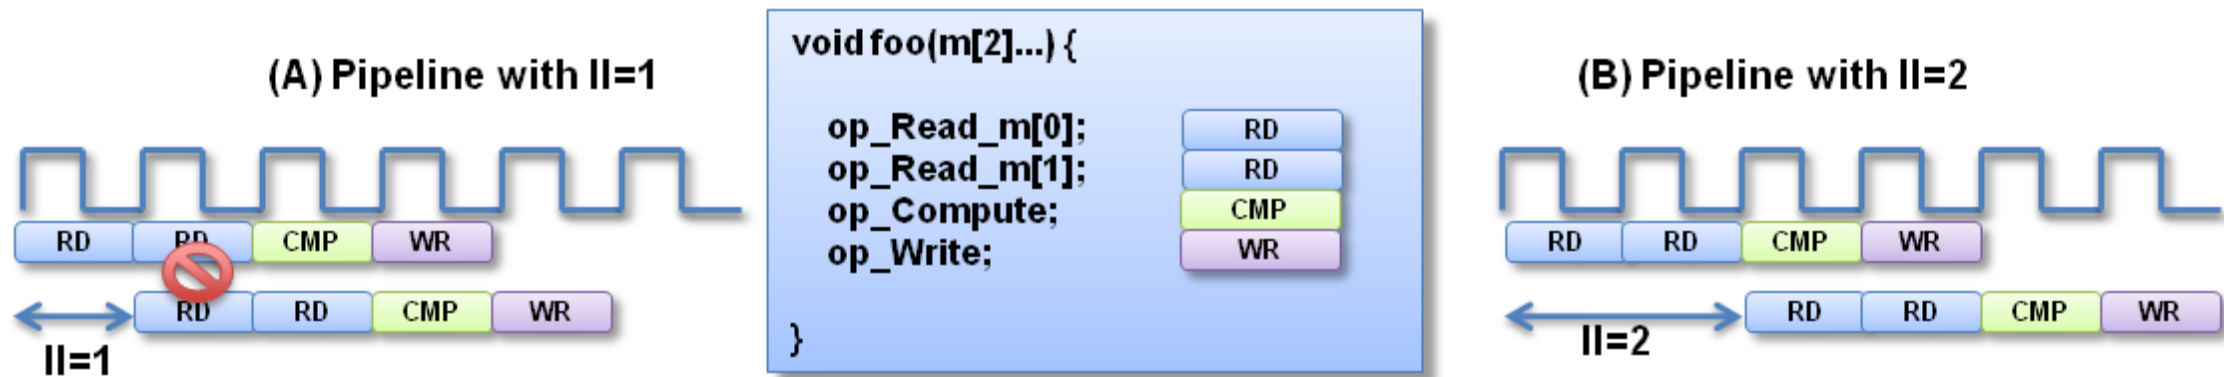 (A) Pipeline with II=1
RD RD CMP WR
RD RD CMP WR
II=1
void foo(m[2]...) {
op_Read_m[0]; RD
op_Read_m[1]; RD
op_Compute; CMP
op_Write; WR
}
(B) Pipeline with II=2
RD RD CMP WR
RD RD CMP WR
II=2